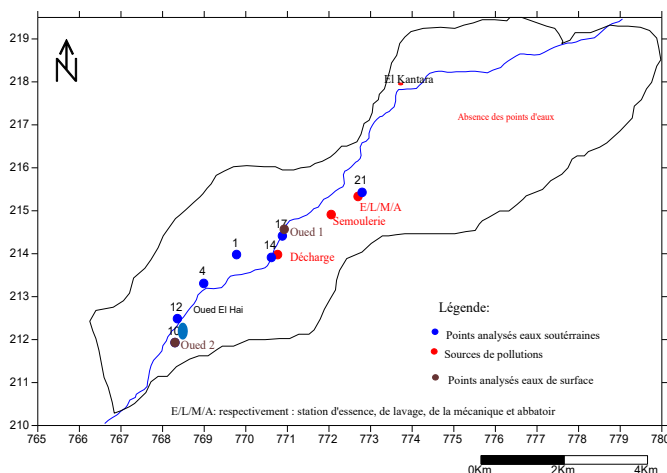 219
218
217
216
215
214
213
212
211
210
N
El Kantara
Absence des points d'eaux
21
E/L/M/A
Semoulerie
17
Oued 1
1
14
Décharge
4
12
Oued El Hai
10
Oued 2
Légende:
Points analysés eaux soutérraines
Sources de pollutions
Points analysés eaux de surface
E/L/M/A: respectivement : station d'essence, de lavage, de la mécanique et abbatoir
765 766 767 768 769 770 771 772 773 774 775 776 777 778 779 780
0Km 2Km 4Km